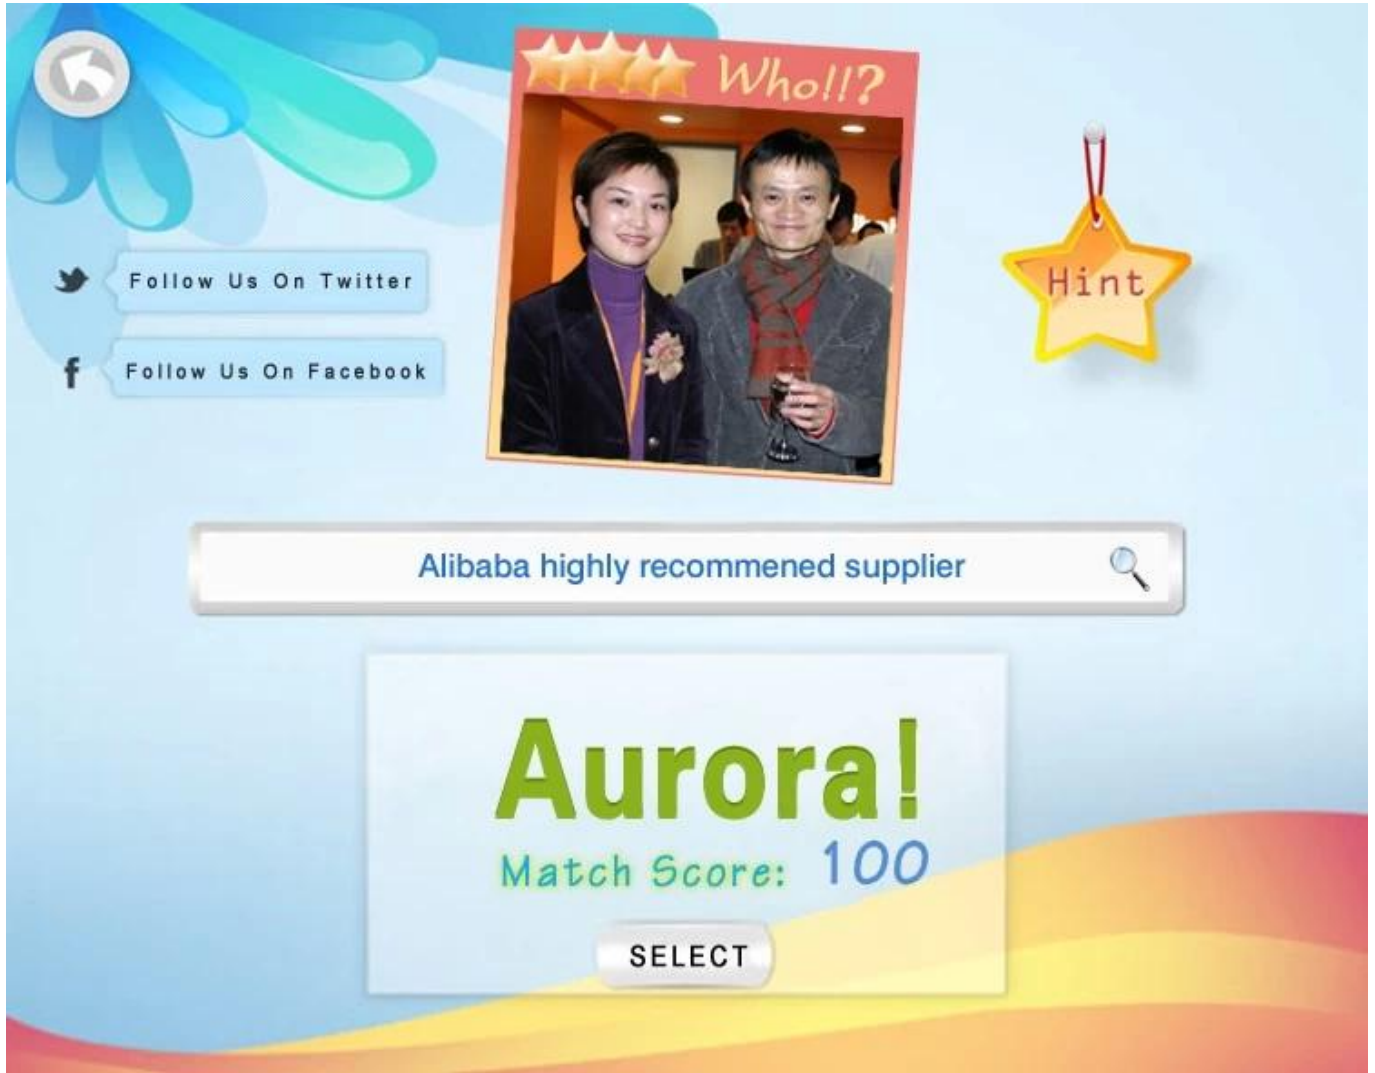 Who!!?
Hint
Follow Us On Twitter
f
Follow Us On Facebook
Alibaba highly recommened supplier
Aurora!
Match Score: 100
SELECT